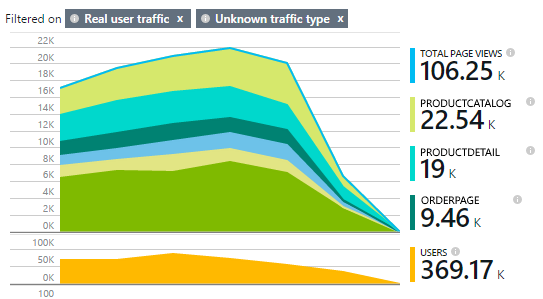 Filtered on Real user traffic x Unknown traffic type x
22K
20K
18K
16K
14K
12K
10K
8K
6K
4K
2K
0K
100K
50K
0K
100
TOTAL PAGE VIEWS
106.25 K
PRODUCTCATALOG
22.54 K
PRODUCTDETAIL
19 K
ORDERPAGE
9.46 K
USERS
369.17 K